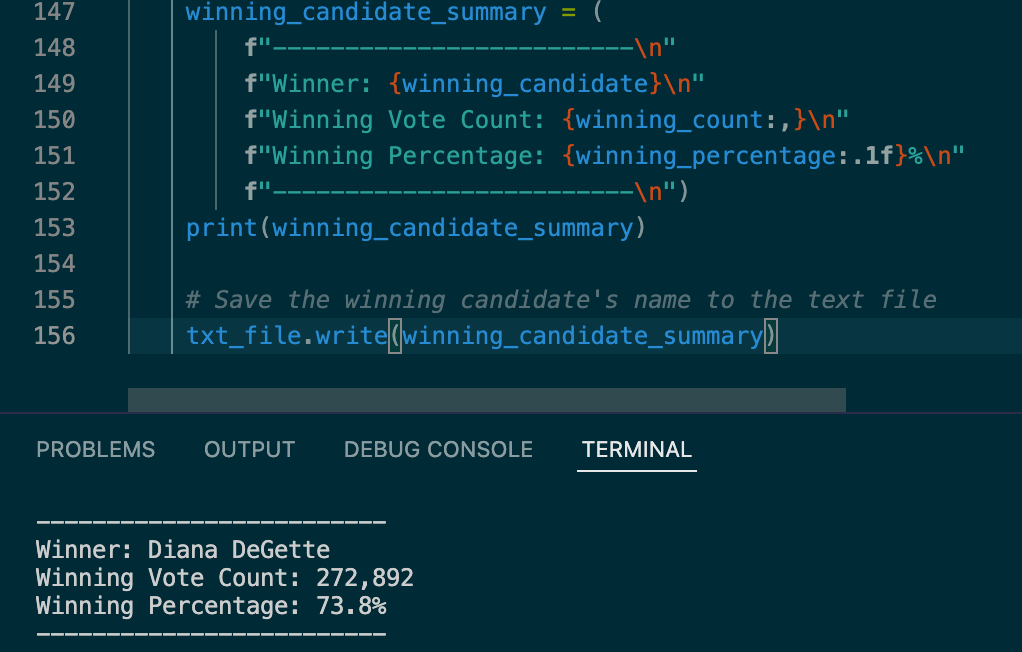 147 winning_candidate_summary = (
148 f"-------------------------\n"
149 f"Winner: {winning_candidate}\n"
150 f"Winning Vote Count: {winning_count:,}\n"
151 f"Winning Percentage: {winning_percentage:.1f}%\n"
152 f"-------------------------\n")
153 print(winning_candidate_summary)
154
155 # Save the winning candidate's name to the text file
156 txt_file.write(winning_candidate_summary)
PROBLEMS OUTPUT DEBUG CONSOLE TERMINAL
-------------------------
Winner: Diana DeGette
Winning Vote Count: 272,892
Winning Percentage: 73.8%
-------------------------